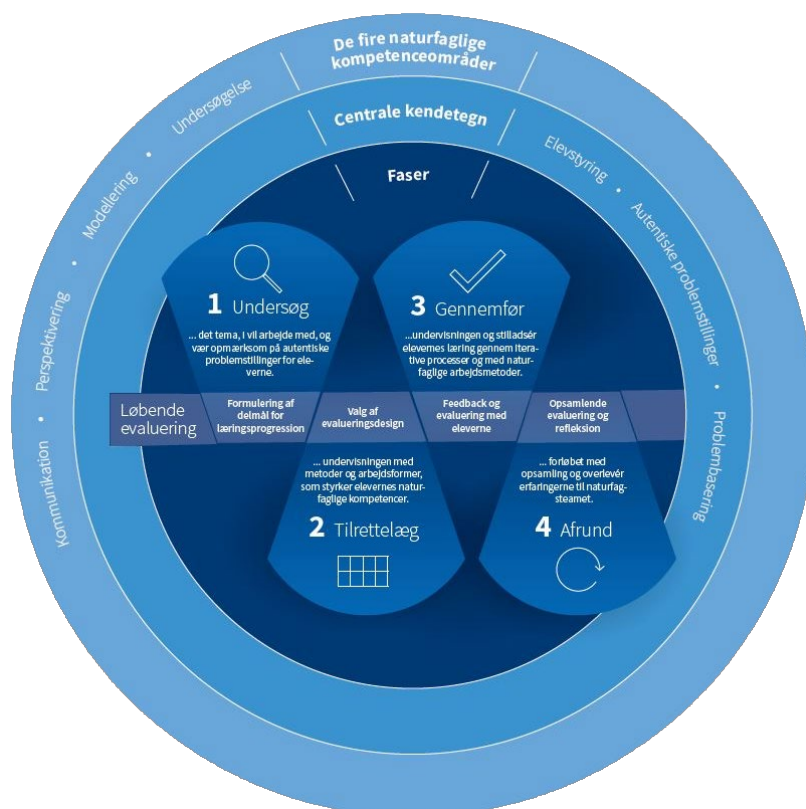 De fire naturfaglige
kompetenceområder
Kommunikation • Perspektivering • Modellering • Undersøgelse
Centrale kendetegn
Elevstyring • Autentiske problemstillinger • Problembasering
Faser
1 Undersøg
... det tema, i vil arbejde med, og
vær opmærksom på autentiske
problemstillinger for ele-
verne.
3 Gennemfør
...undervisningen og stilladsér
elevernes læring gennem itera-
tive processer og med natur-
faglige arbejdsmetoder.
Løbende
evaluering
Formulering af
delmål for
læringsprogression
Valg af
evalueringsdesign
Feedback og
evaluering med
eleverne
Opsamlende
evaluering og
refleksion
... undervisningen med
metoder og arbejdsformer,
som styrker elevernes natur-
faglige kompetencer.
2 Tilrettelæg
... forløbet med
opsamling og overlevér
erfaringerne til naturfag-
steamet.
4 Afrund